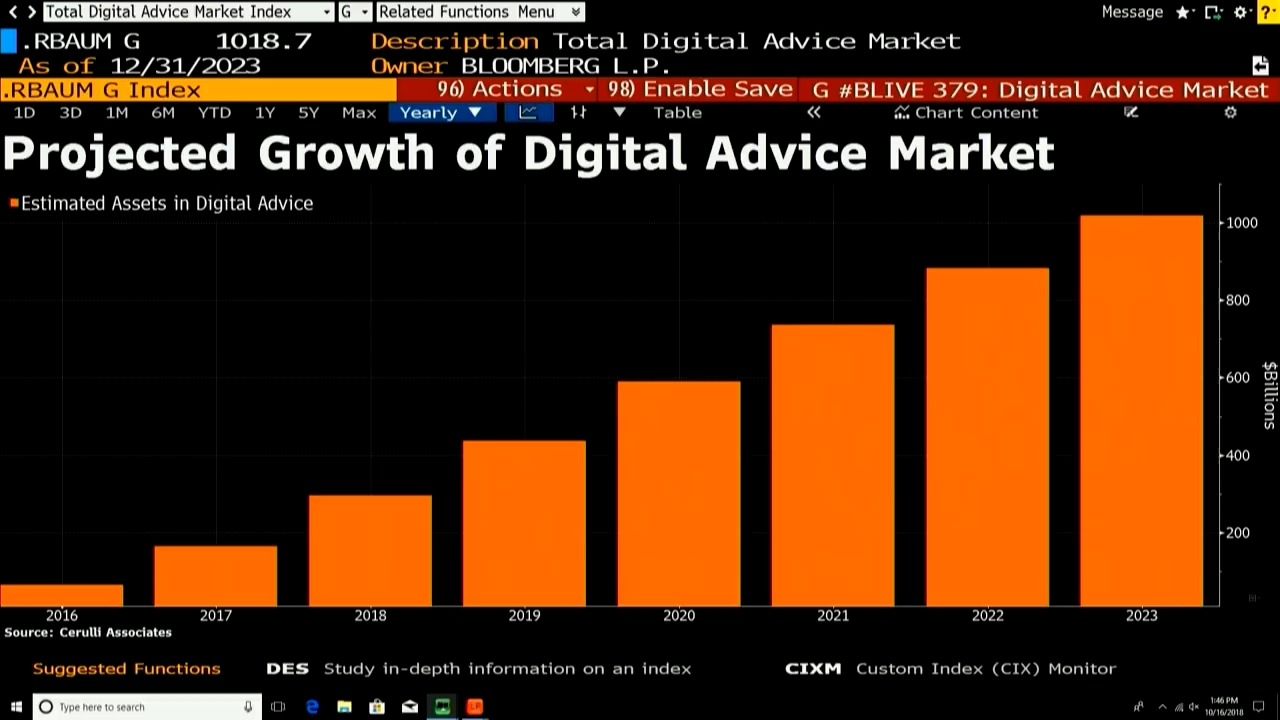 Total Digital Advice Market Index G Related Functions Menu Message
.RBAUM G 1018.7 Description Total Digital Advice Market
As of 12/31/2023 Owner BLOOMBERG L.P.
.RBAUM G Index 96) Actions 98) Enable Save G #BLIVE 379: Digital Advice Market
1D 3D 1M 6M YTD 1Y 5Y Max Yearly Table Chart Content
Projected Growth of Digital Advice Market
Estimated Assets in Digital Advice
1000
800
600
400
200
$Billions
2016 2017 2018 2019 2020 2021 2022 2023
Source: Cerulli Associates
Suggested Functions DES Study in-depth information on an index CIXM Custom Index (CIX) Monitor
Type here to search
1:46 PM
10/16/2018